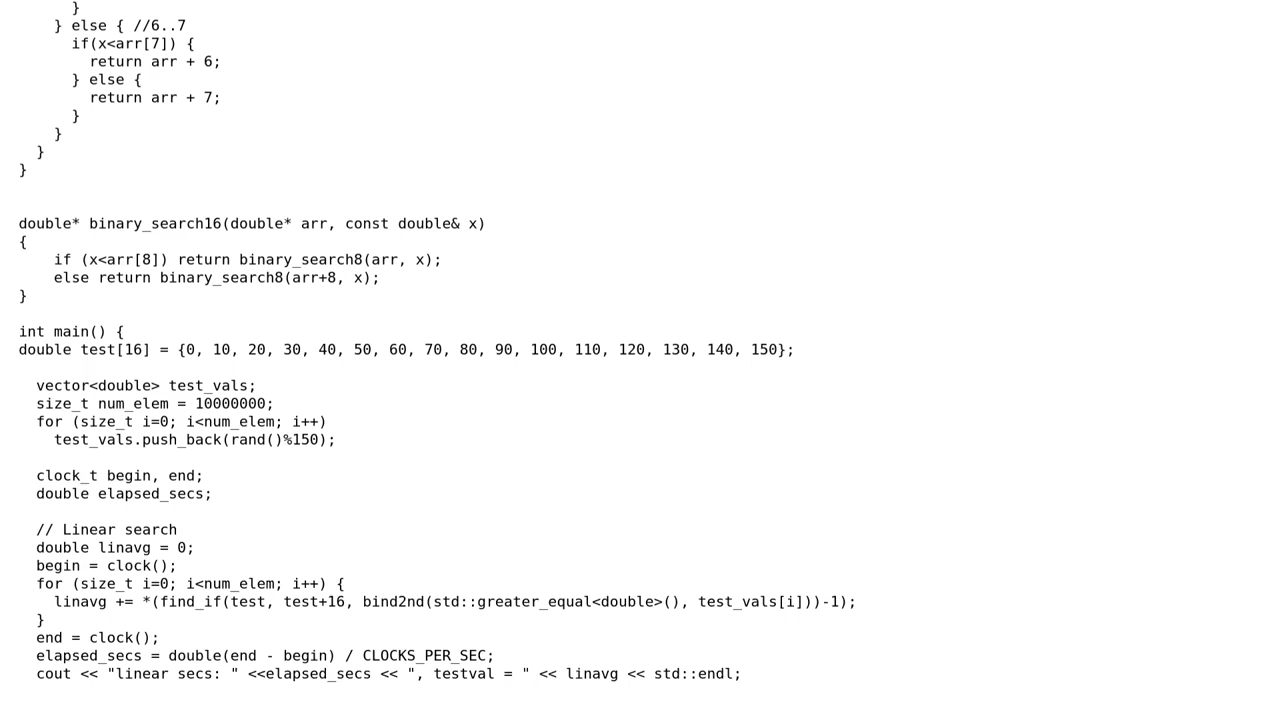 }
    } else { //6..7
      if(x<arr[7]) {
        return arr + 6;
      } else {
        return arr + 7;
      }
    }
  }
}
double* binary_search16(double* arr, const double& x)
{
    if (x<arr[8]) return binary_search8(arr, x);
    else return binary_search8(arr+8, x);
}
int main() {
double test[16] = {0, 10, 20, 30, 40, 50, 60, 70, 80, 90, 100, 110, 120, 130, 140, 150};
  vector<double> test_vals;
  size_t num_elem = 10000000;
  for (size_t i=0; i<num_elem; i++)
    test_vals.push_back(rand()%150);
  clock_t begin, end;
  double elapsed_secs;
  // Linear search
  double linavg = 0;
  begin = clock();
  for (size_t i=0; i<num_elem; i++) {
    linavg += *(find_if(test, test+16, bind2nd(std::greater_equal<double>(), test_vals[i]))-1);
  }
  end = clock();
  elapsed_secs = double(end - begin) / CLOCKS_PER_SEC;
  cout << "linear secs: " <<elapsed_secs << ", testval = " << linavg << std::endl;